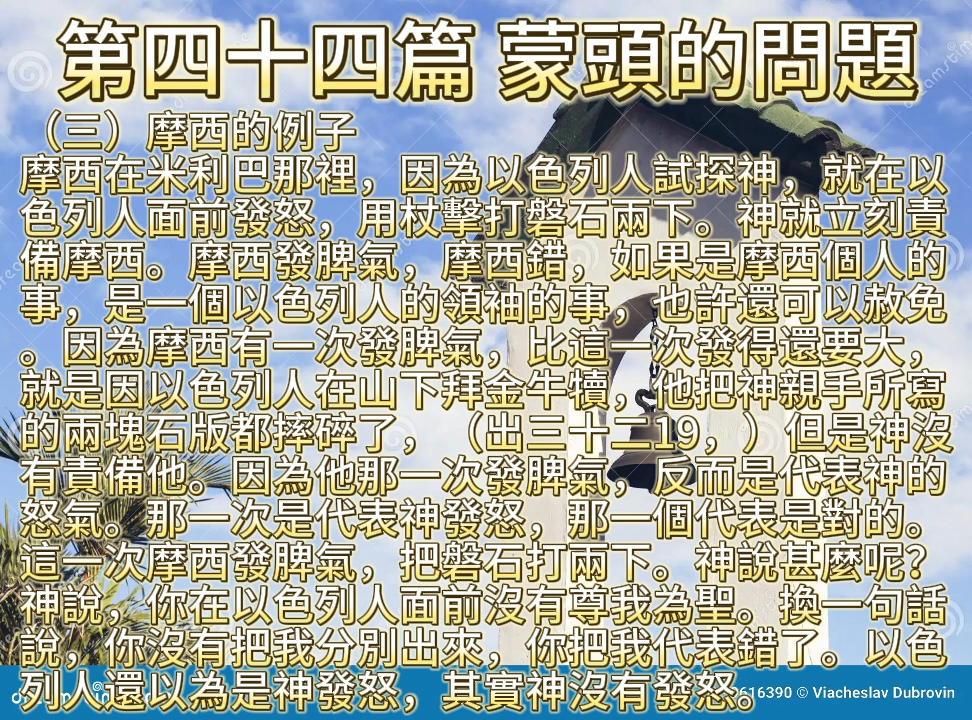 第四十四篇 蒙頭的問題
（三）摩西的例子
摩西在米利巴那裡，因為以色列人試探神，就在以
色列人面前發怒，用杖擊打磐石兩下。神就立刻責
備摩西。摩西發脾氣，摩西錯，如果是摩西個人的
事，是一個以色列人的領袖的事，也許還可以赦免
。因為摩西有一次發脾氣，比這一次發得還要大，
就是因以色列人在山下拜金牛犢，他把神親手所寫
的兩塊石版都摔碎了，（出三十二19，）但是神沒
有責備他。因為他那一次發脾氣，反而是代表神的
怒氣。那一次是代表神發怒，那一個代表是對的。
這一次摩西發脾氣，把磐石打兩下。神說甚麼呢？
神說，你在以色列人面前沒有尊我為聖。換一句話
說，你沒有把我分別出來，你把我代表錯了。以色
列人還以為是神發怒，其實神沒有發怒。
616390 © Viacheslav Dubrovin